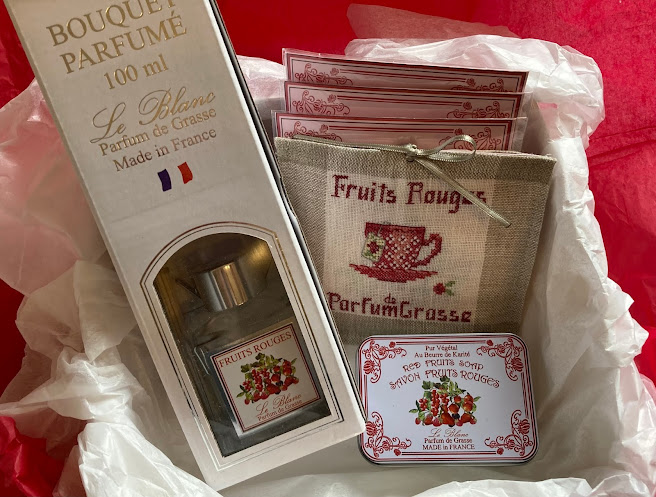 BOUQUET
PARFUMÉ
100 ml
Le Blanc
Parfum de Grasse
Made in France
FRUITS ROUGES
Le Blanc
Parfum de Grasse
Fruits Rouges
de
ParfumGrasse
Pur Végétal
Au Beurre de Karité
RED FRUITS SOAP
SAVON FRUITS ROUGES
Le Blanc
Parfum de Grasse
MADE IN FRANCE